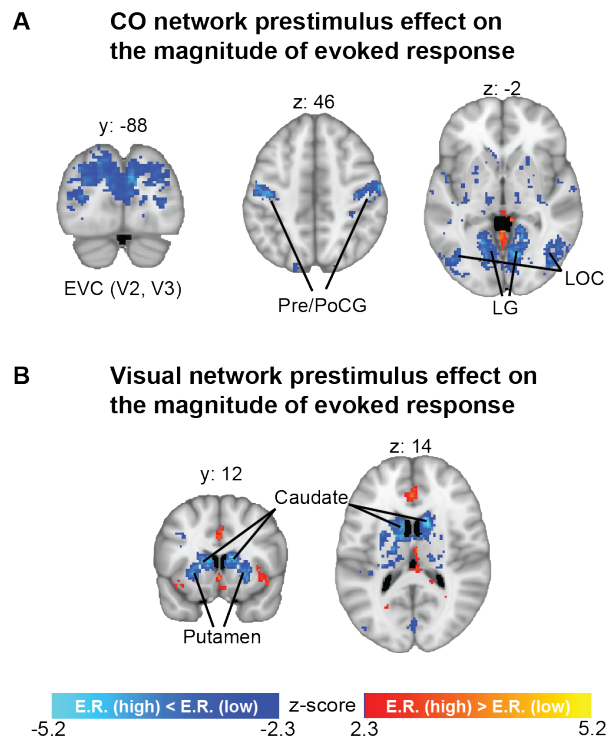 A
CO network prestimulus effect on
the magnitude of evoked response
y: -88
z: 46
z: -2
EVC (V2, V3)
Pre/PoCG
LG
LOC
B
Visual network prestimulus effect on
the magnitude of evoked response
y: 12
z: 14
Caudate
Putamen
E.R. (high) < E.R. (low)
z-score
E.R. (high) > E.R. (low)
-5.2
-2.3
2.3
5.2